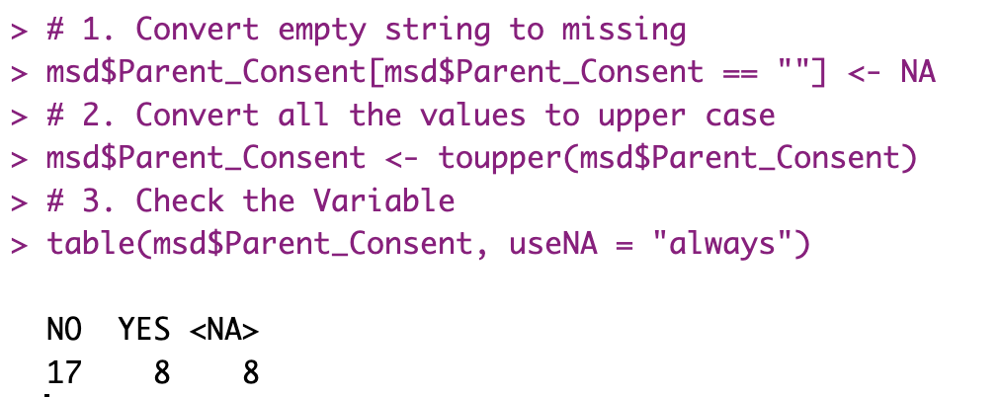 > # 1. Convert empty string to missing
> msd$Parent_Consent[msd$Parent_Consent == ""] <- NA
> # 2. Convert all the values to upper case
> msd$Parent_Consent <- toupper(msd$Parent_Consent)
> # 3. Check the Variable
> table(msd$Parent_Consent, useNA = "always")
NO YES <NA>
17 8 8